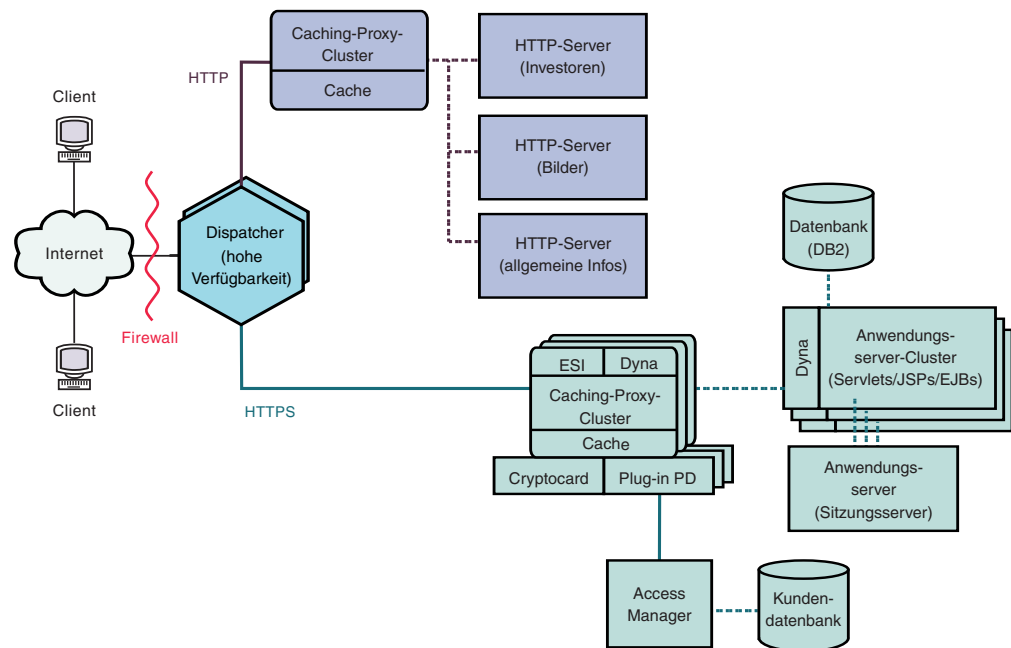 Caching-Proxy-
Cluster
Cache
HTTP
HTTP-Server
(Investoren)
HTTP-Server
(Bilder)
HTTP-Server
(allgemeine Infos)
Client
Internet
Client
Firewall
Dispatcher
(hohe
Verfügbarkeit)
HTTPS
ESI
Dyna
Caching-Proxy-
Cluster
Cache
Cryptocard
Plug-in PD
Datenbank
(DB2)
Dyna
Anwendungs-
server-Cluster
(Servlets/JSPs/EJBs)
Anwendungs-
server
(Sitzungsserver)
Access
Manager
Kunden-
datenbank